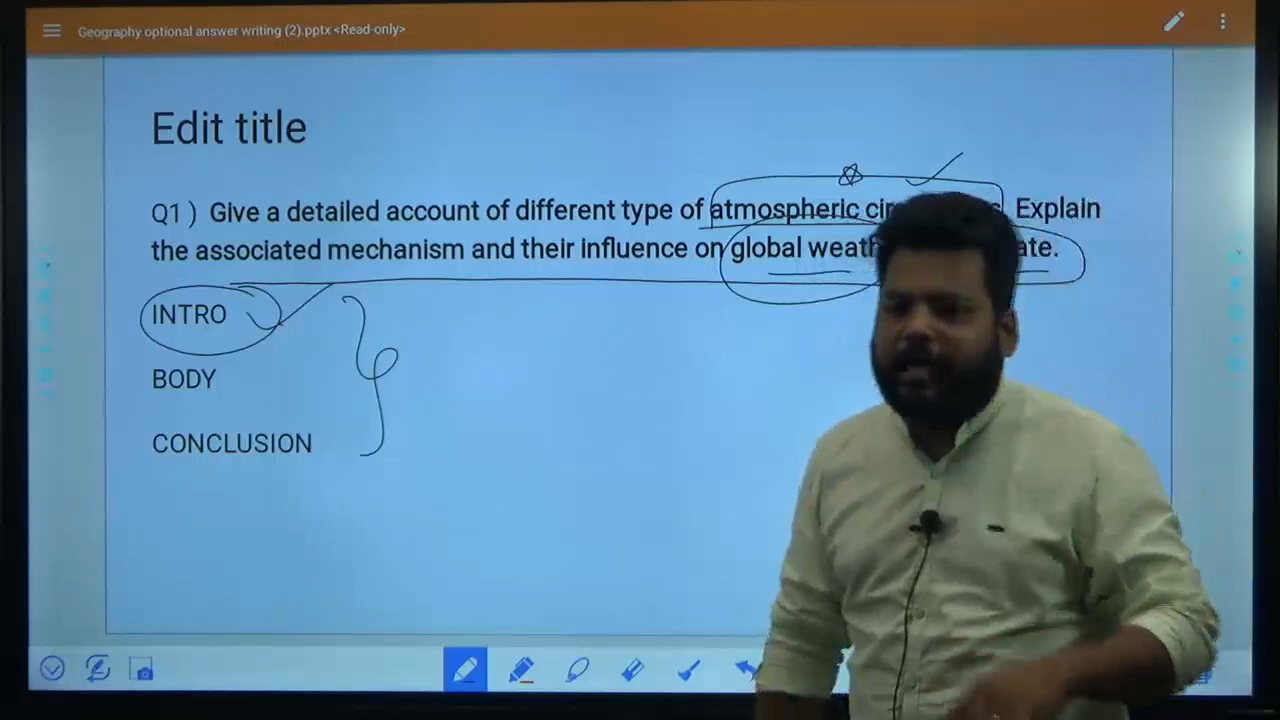 Geography optional answer writing (2).pptx <Read-only>
Edit title
Q1 ) Give a detailed account of different type of atmospheric Explain
the associated mechanism and their influence on global
INTRO
BODY
CONCLUSION